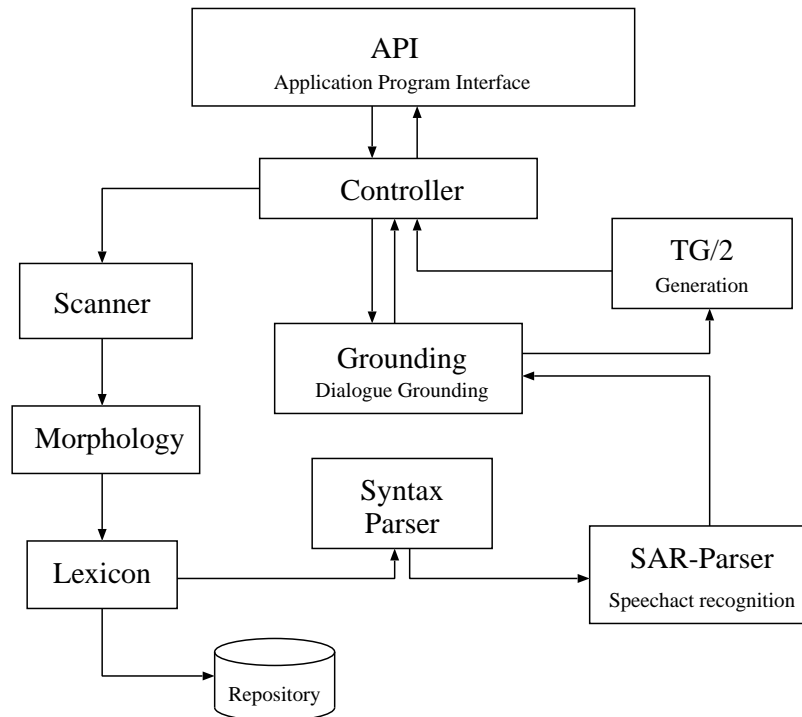 API
Application Program Interface
Controller
TG/2
Generation
Scanner
Grounding
Dialogue Grounding
Morphology
Syntax
Parser
SAR-Parser
Speechact recognition
Lexicon
Repository